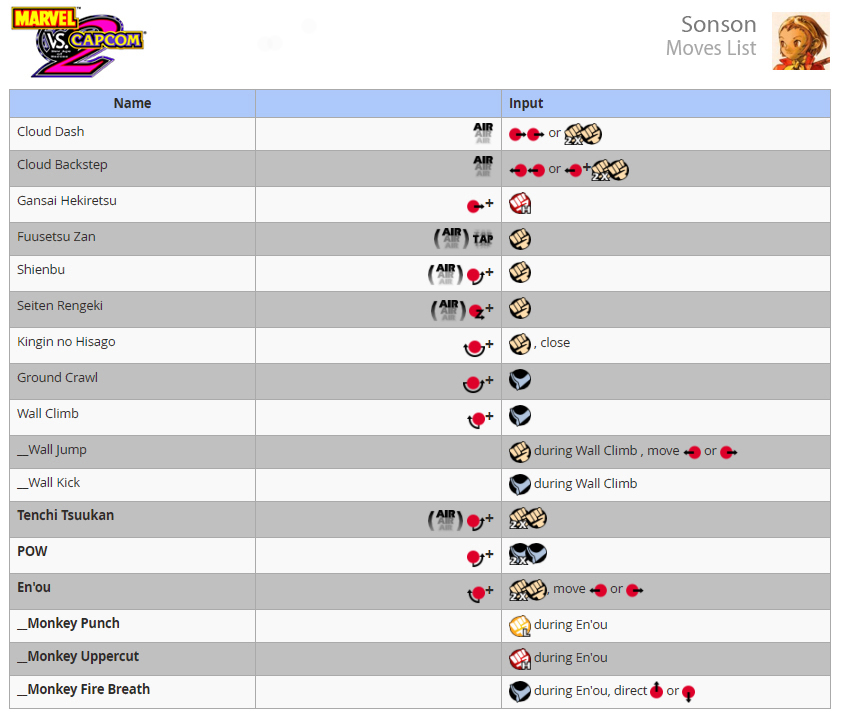 MARVEL
VS. CAPCOM
2
Sonson
Moves List
Name Input
Cloud Dash AIR or 2X
Cloud Backstep AIR or + 2X
Gansai Hekiretsu + H
Fuusetsu Zan (AIR) TAP
Shienbu (AIR) +
Seiten Rengeki (AIR) Z +
Kingin no Hisago + , close
Ground Crawl +
Wall Climb +
__Wall Jump during Wall Climb , move or
__Wall Kick during Wall Climb
Tenchi Tsuukan (AIR) + 2X
POW + 2X
En'ou + 2X, move or
__Monkey Punch L during En'ou
__Monkey Uppercut H during En'ou
__Monkey Fire Breath during En'ou, direct or